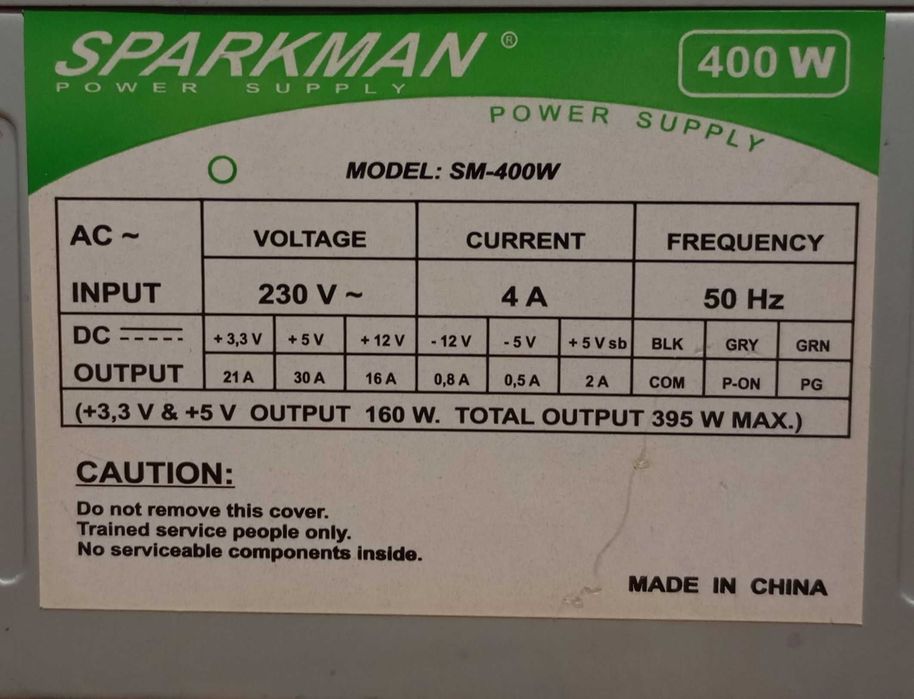 SPARKMAN ®
POWER SUPPLY
400 W
POWER SUPPLY
MODEL: SM-400W
AC ~ VOLTAGE CURRENT FREQUENCY
INPUT 230 V ~ 4 A 50 Hz
DC + 3,3 V + 5 V + 12 V - 12 V - 5 V + 5 V sb BLK GRY GRN
OUTPUT 21 A 30 A 16 A 0,8 A 0,5 A 2 A COM P-ON PG
(+3,3 V & +5 V OUTPUT 160 W. TOTAL OUTPUT 395 W MAX.)
CAUTION:
Do not remove this cover.
Trained service people only.
No serviceable components inside.
MADE IN CHINA